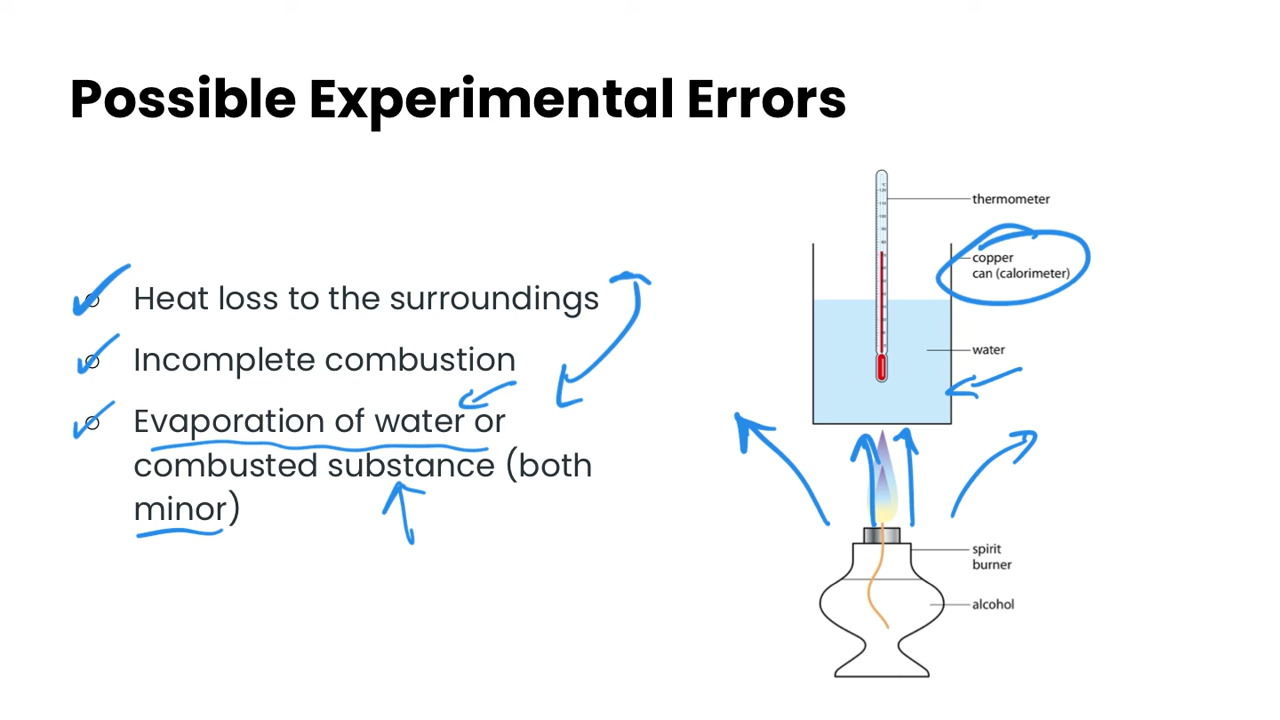 Possible Experimental Errors
Heat loss to the surroundings
Incomplete combustion
Evaporation of water or
combusted substance (both
minor)
thermometer
copper
can (calorimeter)
water
spirit
burner
alcohol